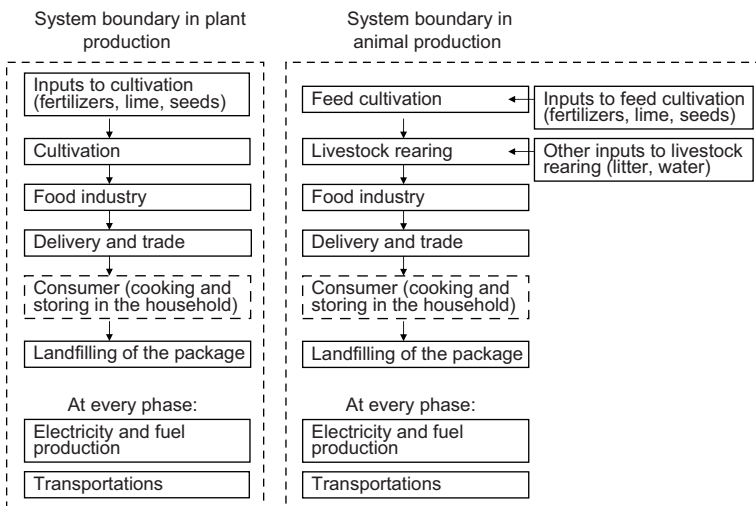 System boundary in plant
production
Inputs to cultivation
(fertilizers, lime, seeds)
Cultivation
Food industry
Delivery and trade
Consumer (cooking and
storing in the household)
Landfilling of the package
At every phase:
Electricity and fuel
production
Transportations
System boundary in
animal production
Feed cultivation
Inputs to feed cultivation
(fertilizers, lime, seeds)
Livestock rearing
Other inputs to livestock
rearing (litter, water)
Food industry
Delivery and trade
Consumer (cooking and
storing in the household)
Landfilling of the package
At every phase:
Electricity and fuel
production
Transportations